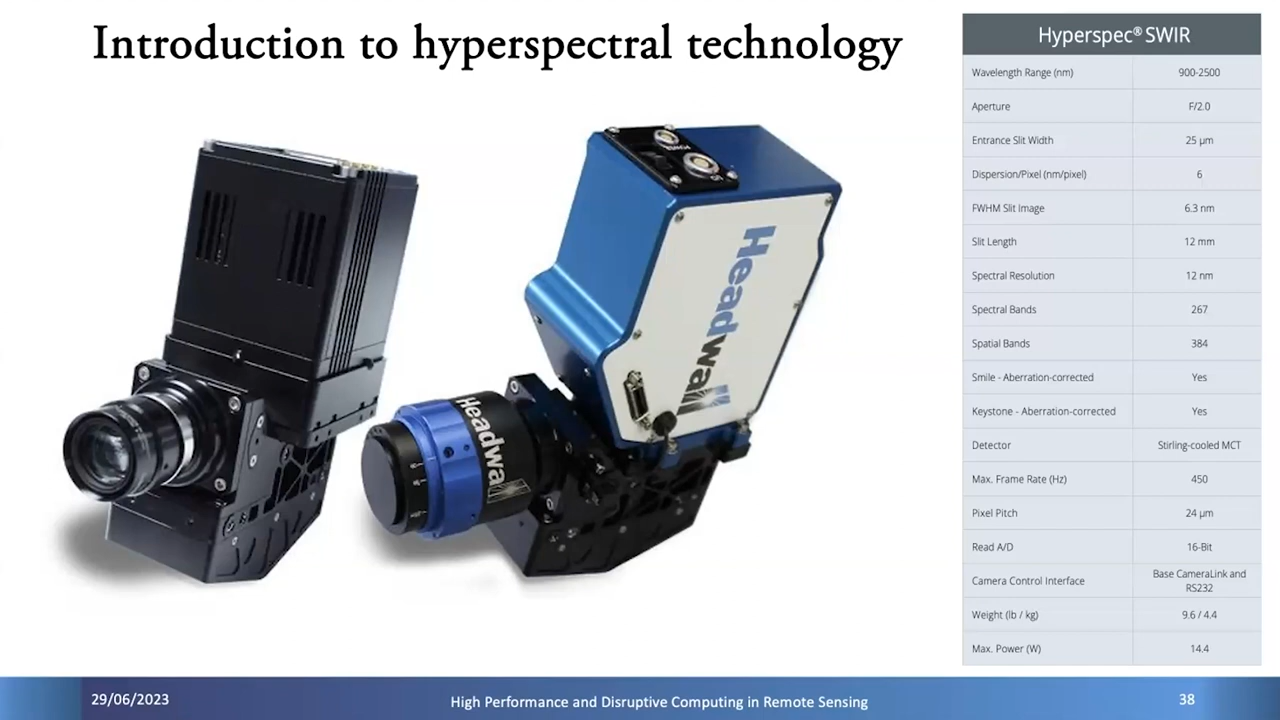 Introduction to hyperspectral technology
Hyperspec® SWIR
Wavelength Range (nm) 900-2500
Aperture F/2.0
Entrance Slit Width 25 µm
Dispersion/Pixel (nm/pixel) 6
FWHM Slit Image 6.3 nm
Slit Length 12 mm
Spectral Resolution 12 nm
Spectral Bands 267
Spatial Bands 384
Smile - Aberration-corrected Yes
Keystone - Aberration-corrected Yes
Detector Stirling-cooled MCT
Max. Frame Rate (Hz) 450
Pixel Pitch 24 µm
Read A/D 16-Bit
Camera Control Interface Base CameraLink and
RS232
Weight (lb / kg) 9.6 / 4.4
Max. Power (W) 14.4
POWER
Headwall
Headwall
29/06/2023
High Performance and Disruptive Computing in Remote Sensing
38